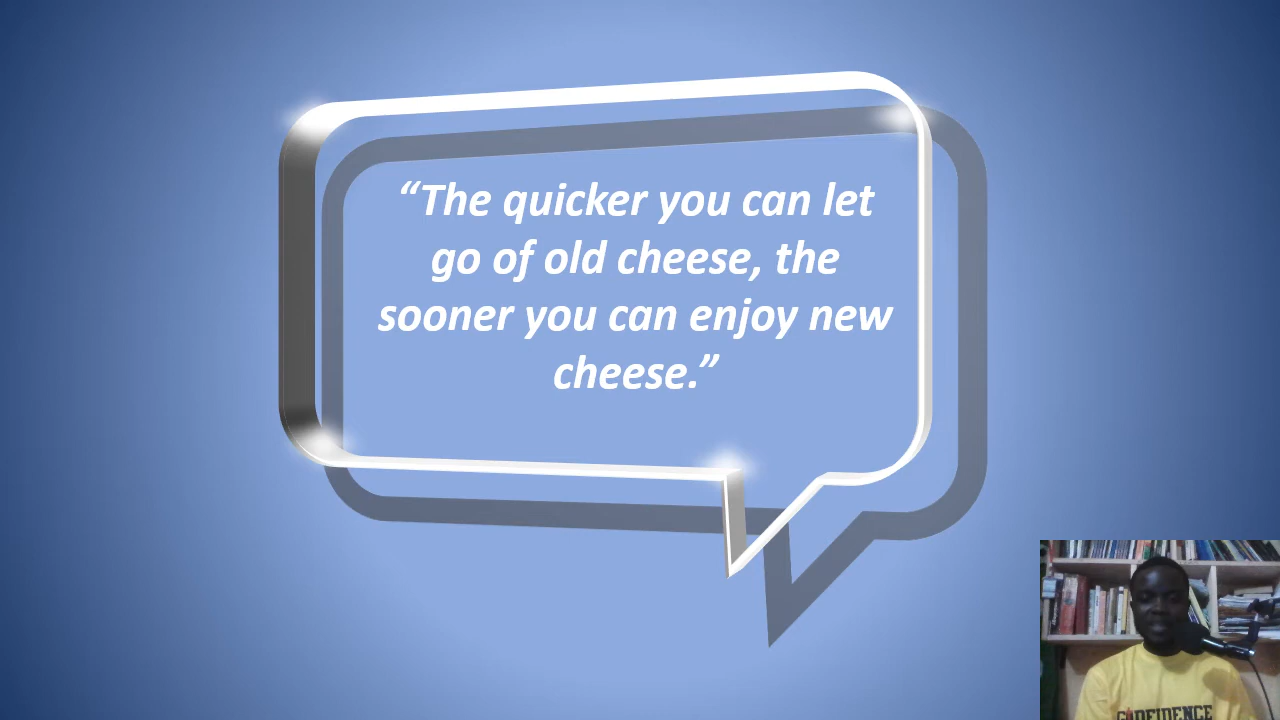 “The quicker you can let
go of old cheese, the
sooner you can enjoy new
cheese.”